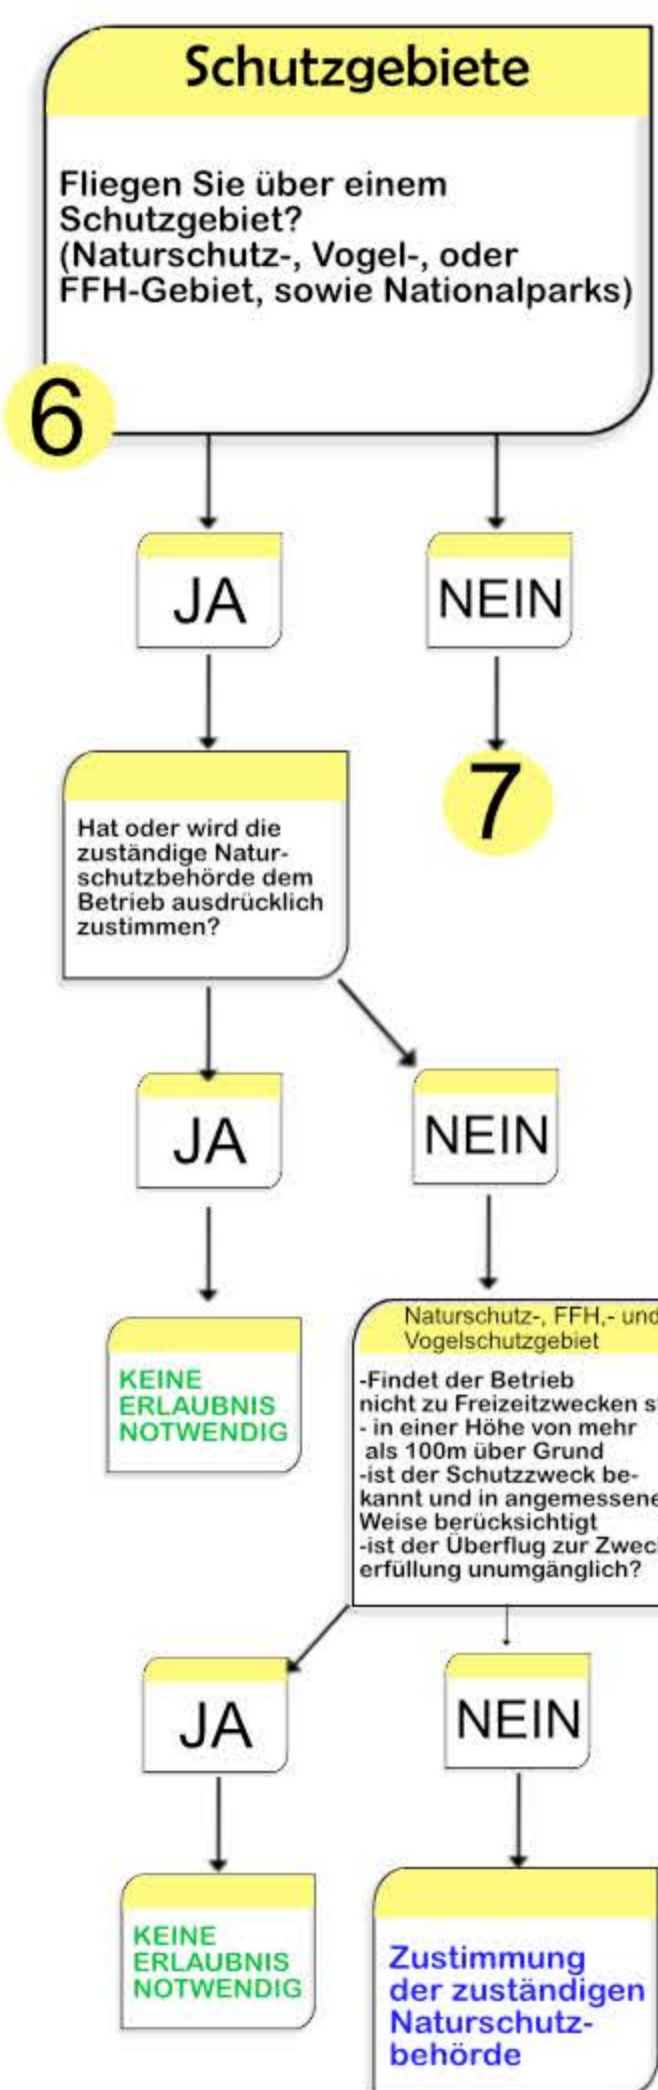 Schutzgebiete
Fliegen Sie über einem
Schutzgebiet?
(Naturschutz-, Vogel-, oder
FFH-Gebiet, sowie Nationalparks)
6
JA
NEIN
7
Hat oder wird die
zuständige Natur-
schutzbehörde dem
Betrieb ausdrücklich
zustimmen?
JA
NEIN
KEINE
ERLAUBNIS
NOTWENDIG
Naturschutz-, FFH,- und
Vogelschutzgebiet
-Findet der Betrieb
nicht zu Freizeitzwecken
- in einer Höhe von mehr
als 100m über Grund
-ist der Schutzzweck be-
kannt und in angemessene
Weise berücksichtigt
-ist der Überflug zur
erfüllung unumgänglich?
JA
NEIN
KEINE
ERLAUBNIS
NOTWENDIG
Zustimmung
der zuständigen
Naturschutz-
behörde